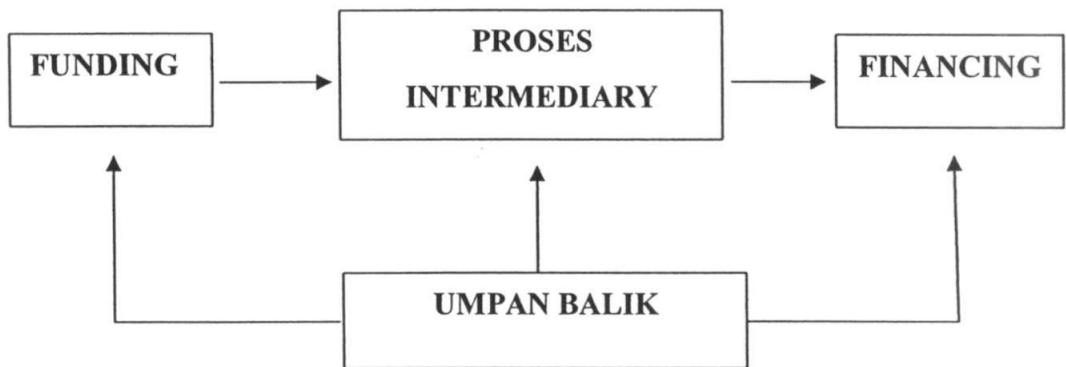 FUNDING
PROSES
INTERMEDIARY
FINANCING
UMPAN BALIK